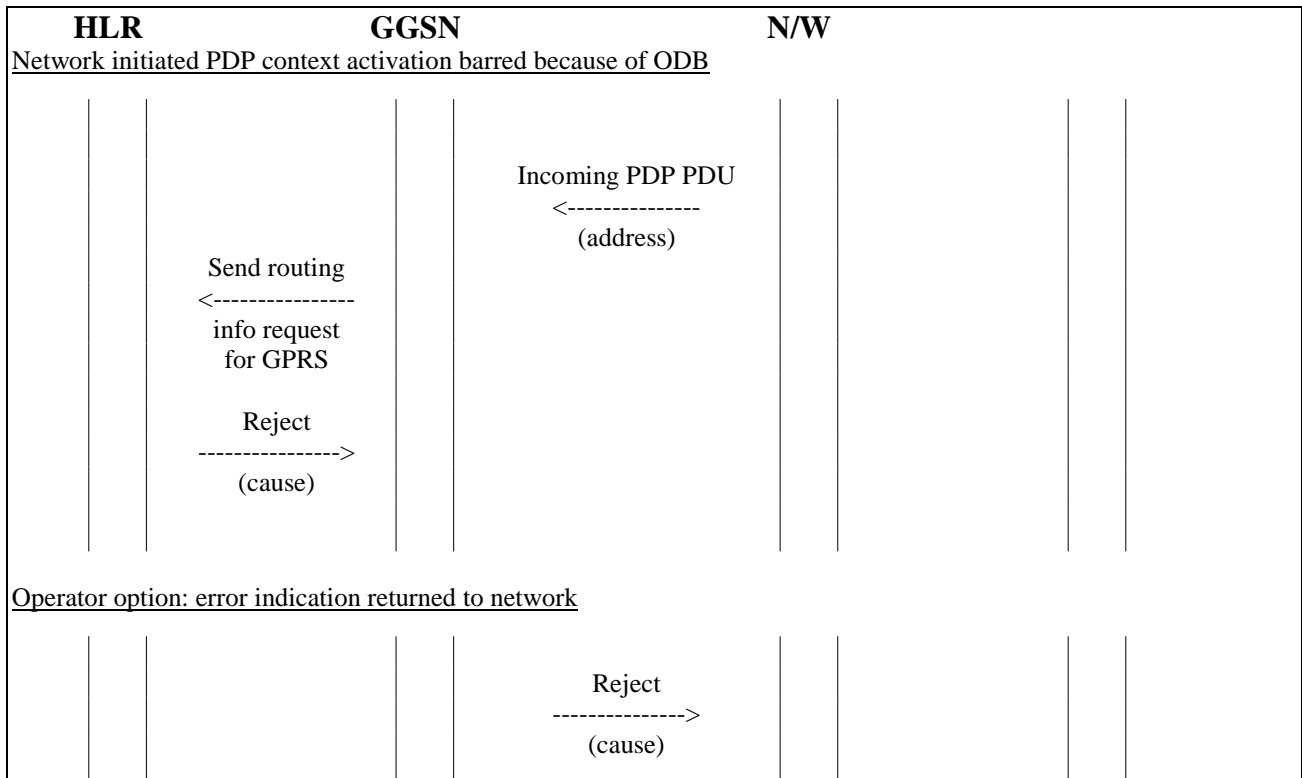 HLR GGSN N/W
Network initiated PDP context activation barred because of ODB
Incoming PDP PDU
<---------------
(address)
Send routing
<----------------
info request
for GPRS
Reject
---------------->
(cause)
Operator option: error indication returned to network
Reject
--------------->
(cause)